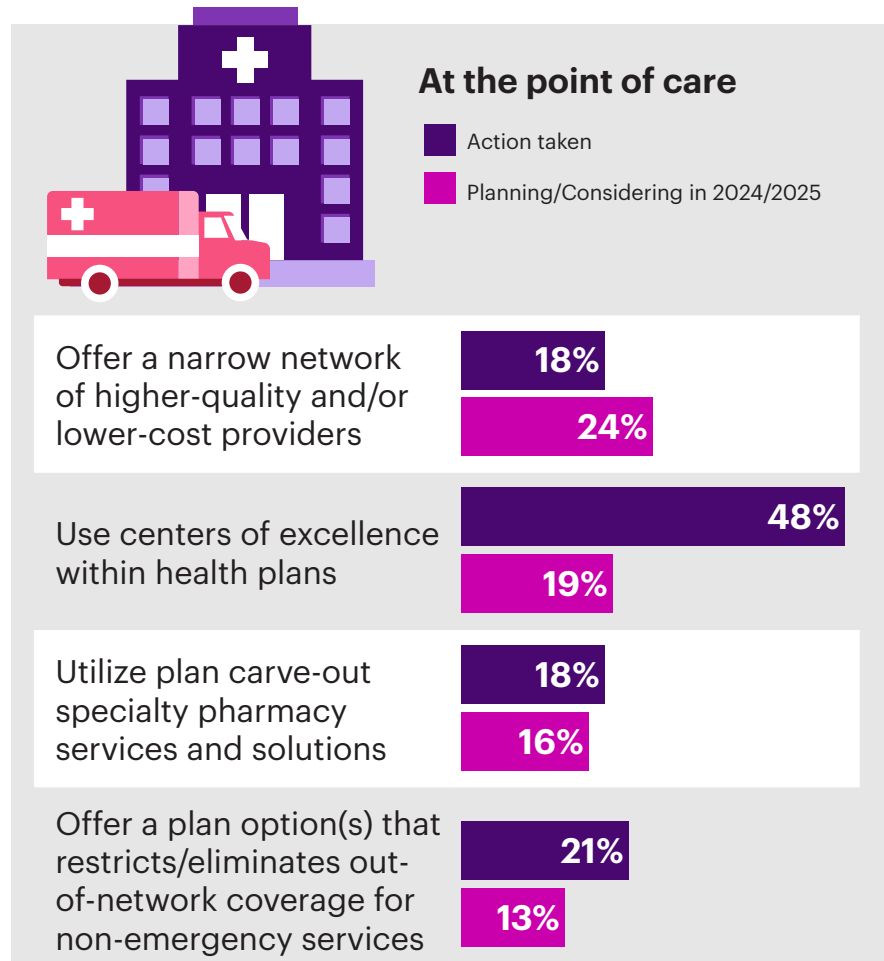 At the point of care
Action taken
Planning/Considering in 2024/2025
Offer a narrow network
of higher-quality and/or
lower-cost providers
18%
24%
Use centers of excellence
within health plans
48%
19%
Utilize plan carve-out
specialty pharmacy
services and solutions
18%
16%
Offer a plan option(s) that
restricts/eliminates out-
of-network coverage for
non-emergency services
21%
13%